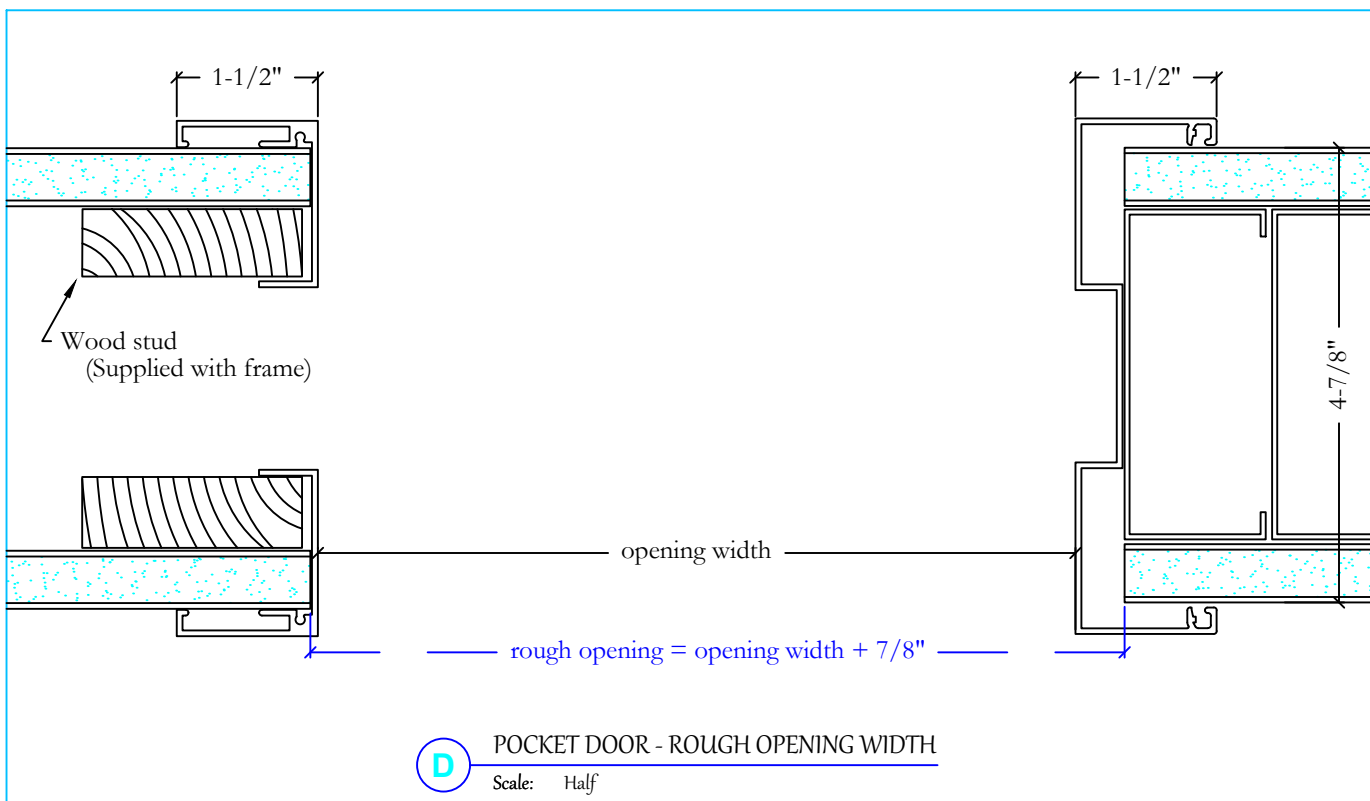 1-1/2"
1-1/2"
Wood stud
(Supplied with frame)
4-7/8"
opening width
rough opening = opening width + 7/8"
D
POCKET DOOR - ROUGH OPENING WIDTH
Scale: Half